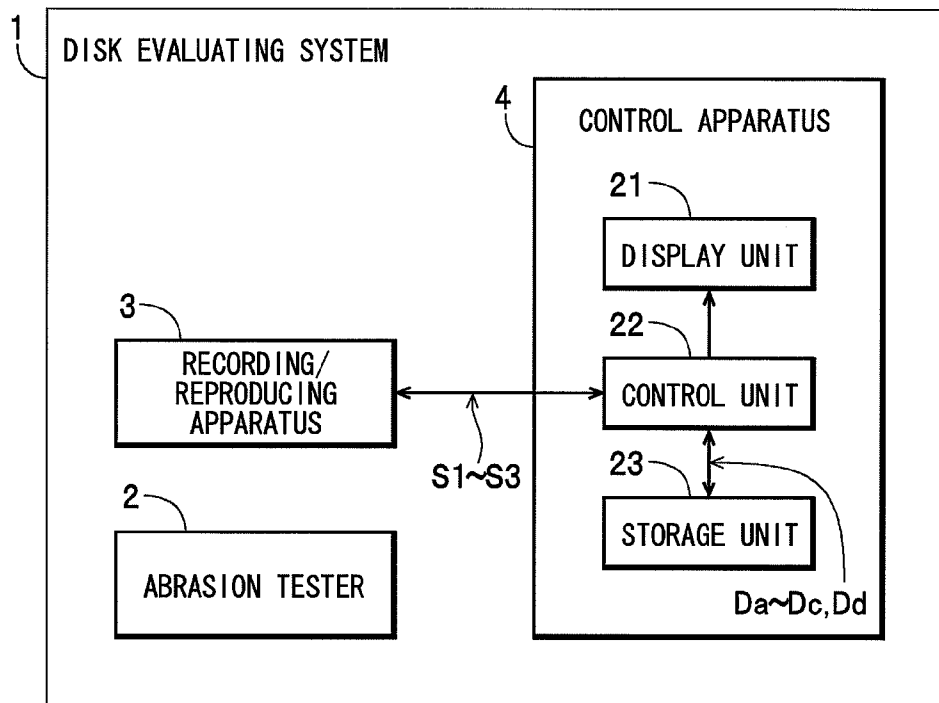 1
DISK EVALUATING SYSTEM
4
CONTROL APPARATUS
21
DISPLAY UNIT
3
RECORDING/
REPRODUCING
APPARATUS
22
CONTROL UNIT
S1~S3
23
STORAGE UNIT
2
ABRASION TESTER
Da~Dc,Dd